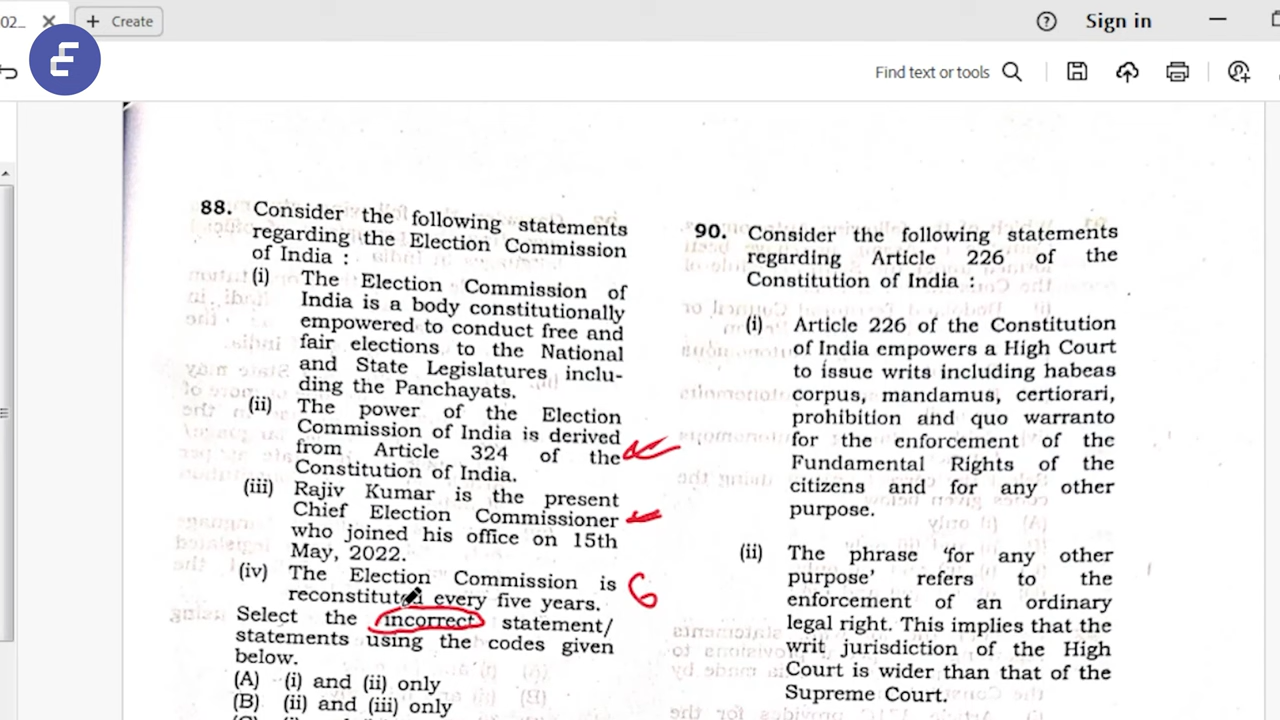 02_
Create
Sign in
E
Find text or tools
88. Consider the following statements
regarding the Election Commission
of India :
(i) The Election Commission of
India is a body constitutionally
empowered to conduct free and
fair elections to the National
and State Legislatures inclu-
ding the Panchayats.
(ii) The power of the Election
Commission of India is derived
from Article 324 of the
Constitution of India.
(iii) Rajiv Kumar is the present
Chief Election Commissioner
who joined his office on 15th
May, 2022.
(iv) The Election Commission is
reconstituted every five years.
6
Select the incorrect statement/
statements using the codes given
below.
(A) (i) and (ii) only
(B) (ii) and (iii) only
90. Consider the following statements
regarding Article 226 of the
Constitution of India :
(i) Article 226 of the Constitution
of India empowers a High Court
to issue writs including habeas
corpus, mandamus, certiorari,
prohibition and quo warranto
for the enforcement of the
Fundamental Rights of the
citizens and for any other
purpose.
(ii) The phrase 'for any other
purpose' refers to the
enforcement of an ordinary
legal right. This implies that the
writ jurisdiction of the High
Court is wider than that of the
Supreme Court.